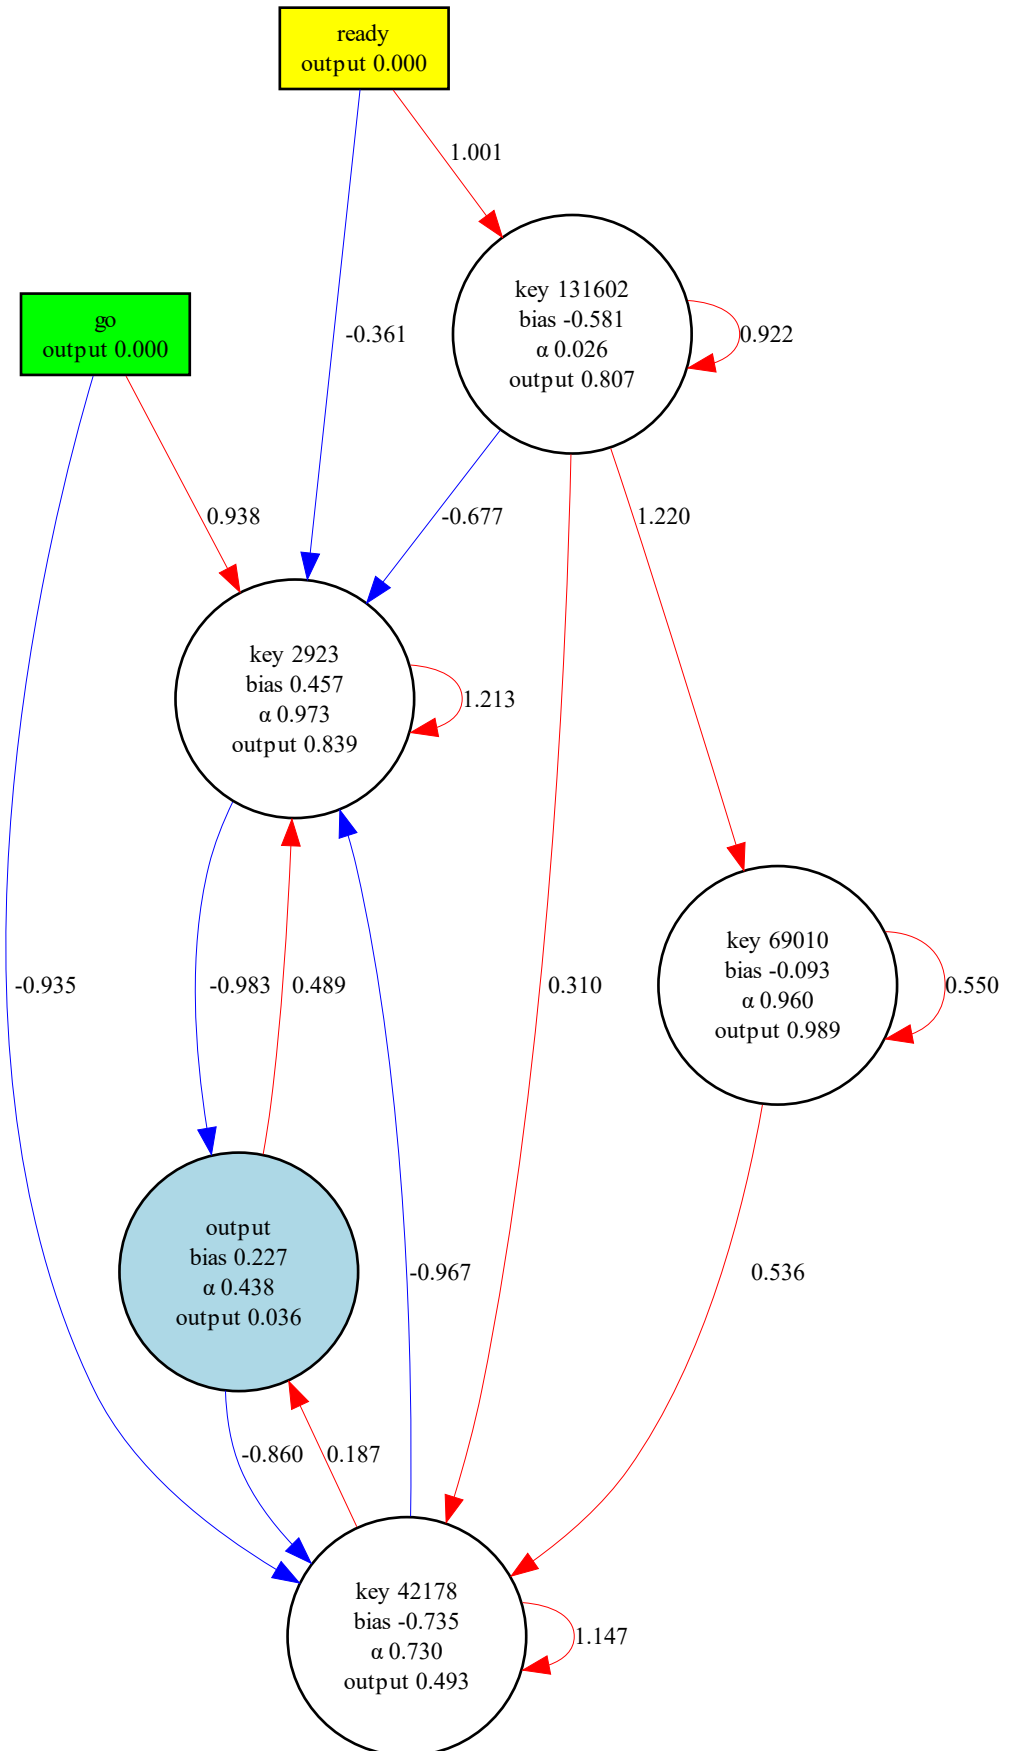 ready
output 0.000
1.001
key 131602
bias -0.581
α 0.026
output 0.807
0.922
go
output 0.000
-0.361
0.938
-0.677
1.220
key 2923
bias 0.457
α 0.973
output 0.839
1.213
key 69010
bias -0.093
α 0.960
output 0.989
0.550
-0.935
-0.983
0.489
0.310
output
bias 0.227
α 0.438
output 0.036
-0.967
0.536
-0.860
0.187
key 42178
bias -0.735
α 0.730
output 0.493
1.147